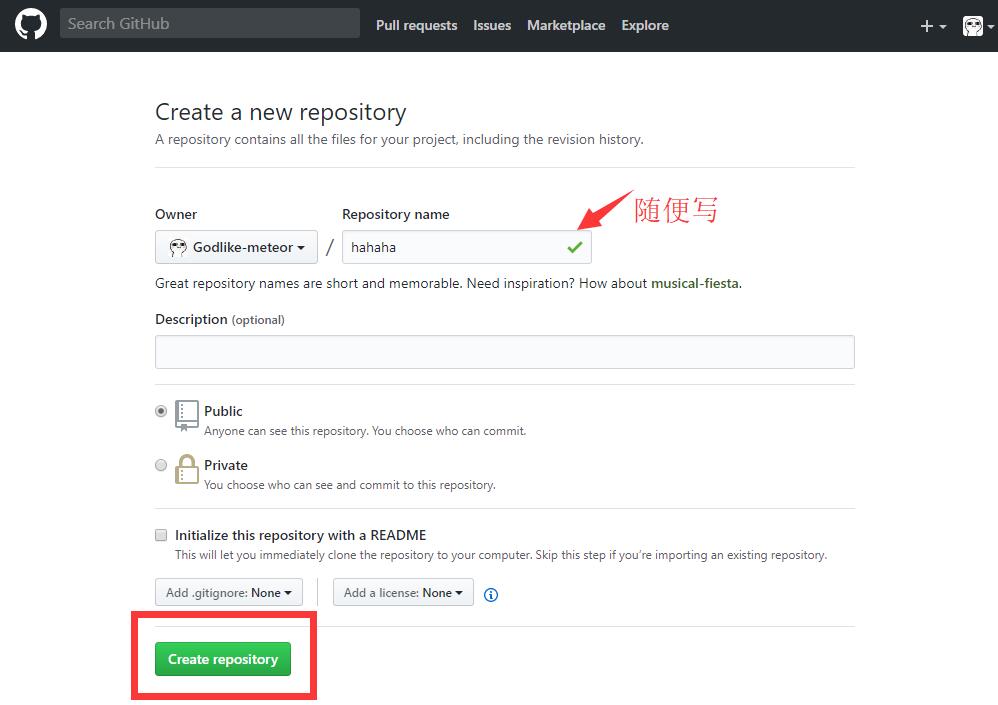 Search GitHub
Pull requests Issues Marketplace Explore
Create a new repository
A repository contains all the files for your project, including the revision history.
Owner Repository name
随便写
Godlike-meteor / hahaha
Great repository names are short and memorable. Need inspiration? How about musical-fiesta.
Description (optional)
Public
Anyone can see this repository. You choose who can commit.
Private
You choose who can see and commit to this repository.
Initialize this repository with a README
This will let you immediately clone the repository to your computer. Skip this step if you’re importing an existing repository.
Add .gitignore: None Add a license: None
Create repository